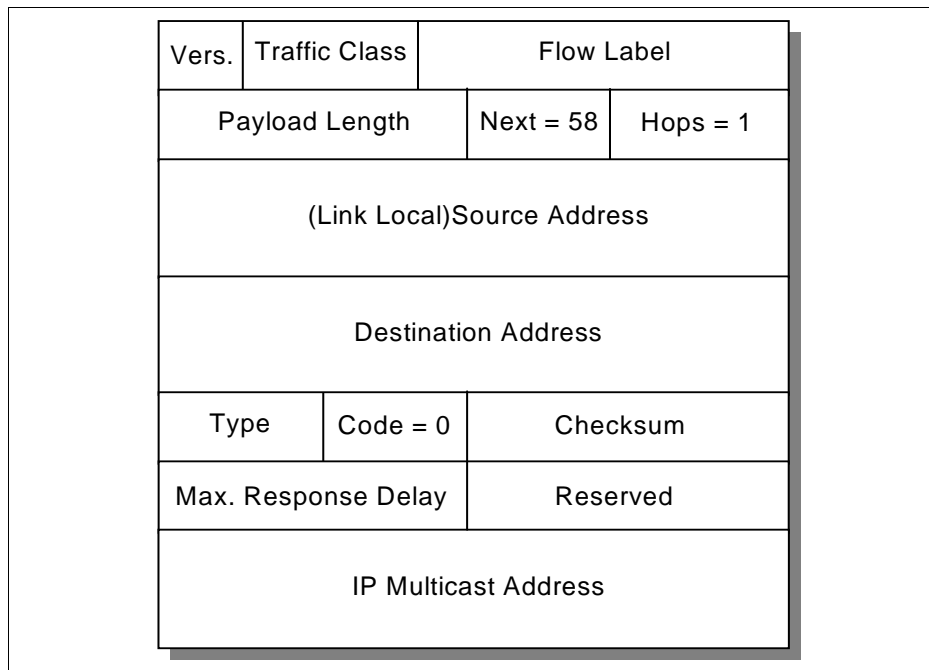 Vers. Traffic Class Flow Label
Payload Length Next = 58 Hops = 1
(Link Local)Source Address
Destination Address
Type Code = 0 Checksum
Max. Response Delay Reserved
IP Multicast Address